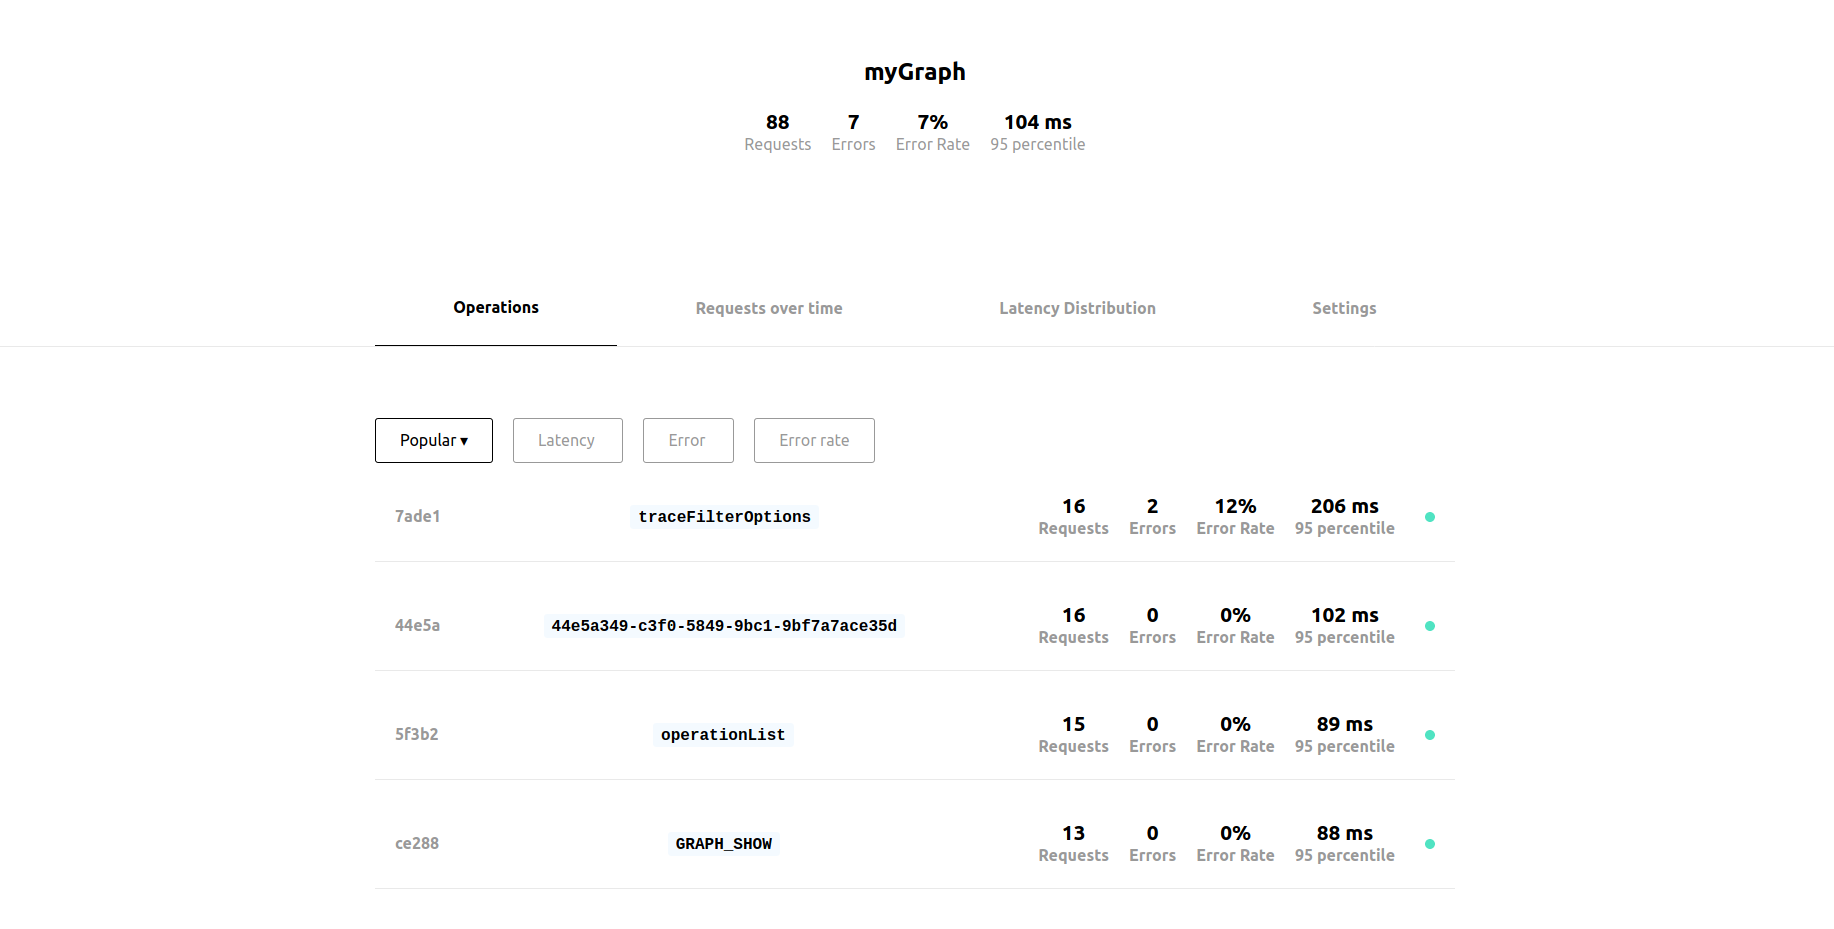 myGraph
88 7 7% 104 ms
Requests Errors Error Rate 95 percentile
Operations Requests over time Latency Distribution Settings
Popular ▾ Latency Error Error rate
16 2 12% 206 ms
7ade1 traceFilterOptions
Requests Errors Error Rate 95 percentile
16 0 0% 102 ms
44e5a 44e5a349-c3f0-5849-9bc1-9bf7a7ace35d
Requests Errors Error Rate 95 percentile
15 0 0% 89 ms
5f3b2 operationList
Requests Errors Error Rate 95 percentile
13 0 0% 88 ms
ce288 GRAPH_SHOW
Requests Errors Error Rate 95 percentile